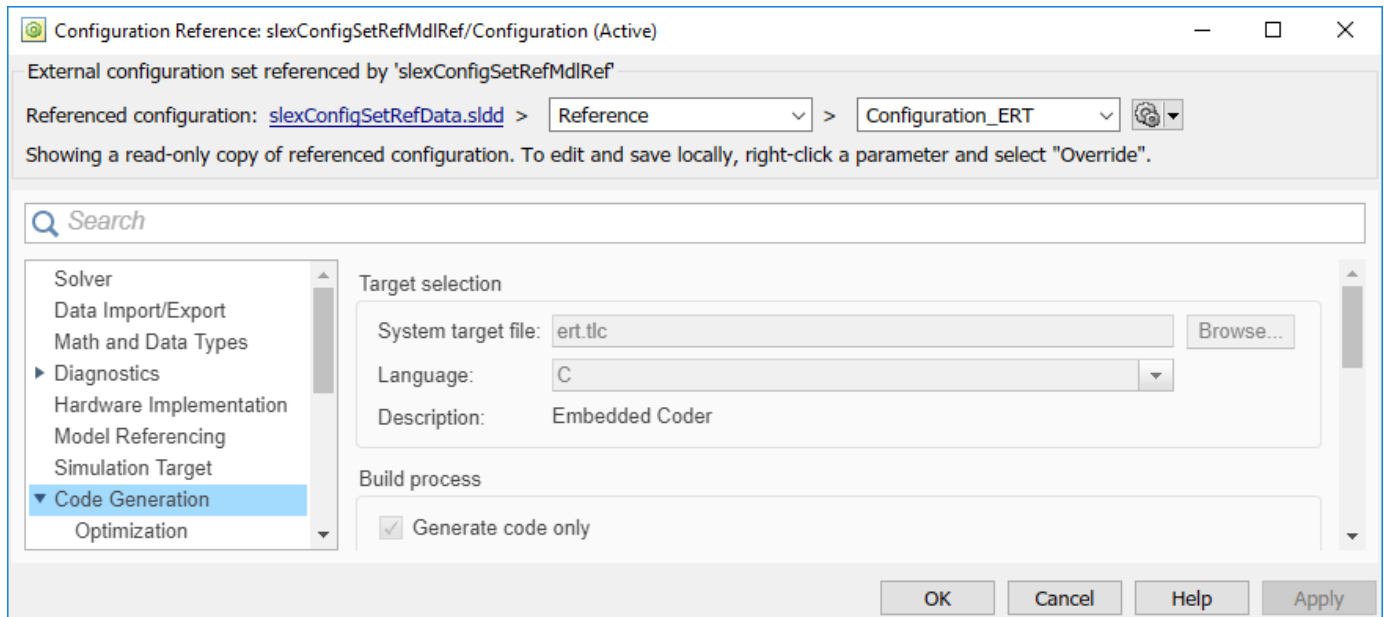 Configuration Reference: slexConfigSetRefMdlRef/Configuration (Active)
External configuration set referenced by 'slexConfigSetRefMdlRef'
Referenced configuration: slexConfigSetRefData.sldd > Reference > Configuration_ERT
Showing a read-only copy of referenced configuration. To edit and save locally, right-click a parameter and select "Override".
Search
Solver
Data Import/Export
Math and Data Types
Diagnostics
Hardware Implementation
Model Referencing
Simulation Target
Code Generation
Optimization
Target selection
System target file: ert.tlc Browse...
Language: C
Description: Embedded Coder
Build process
Generate code only
OK Cancel Help Apply